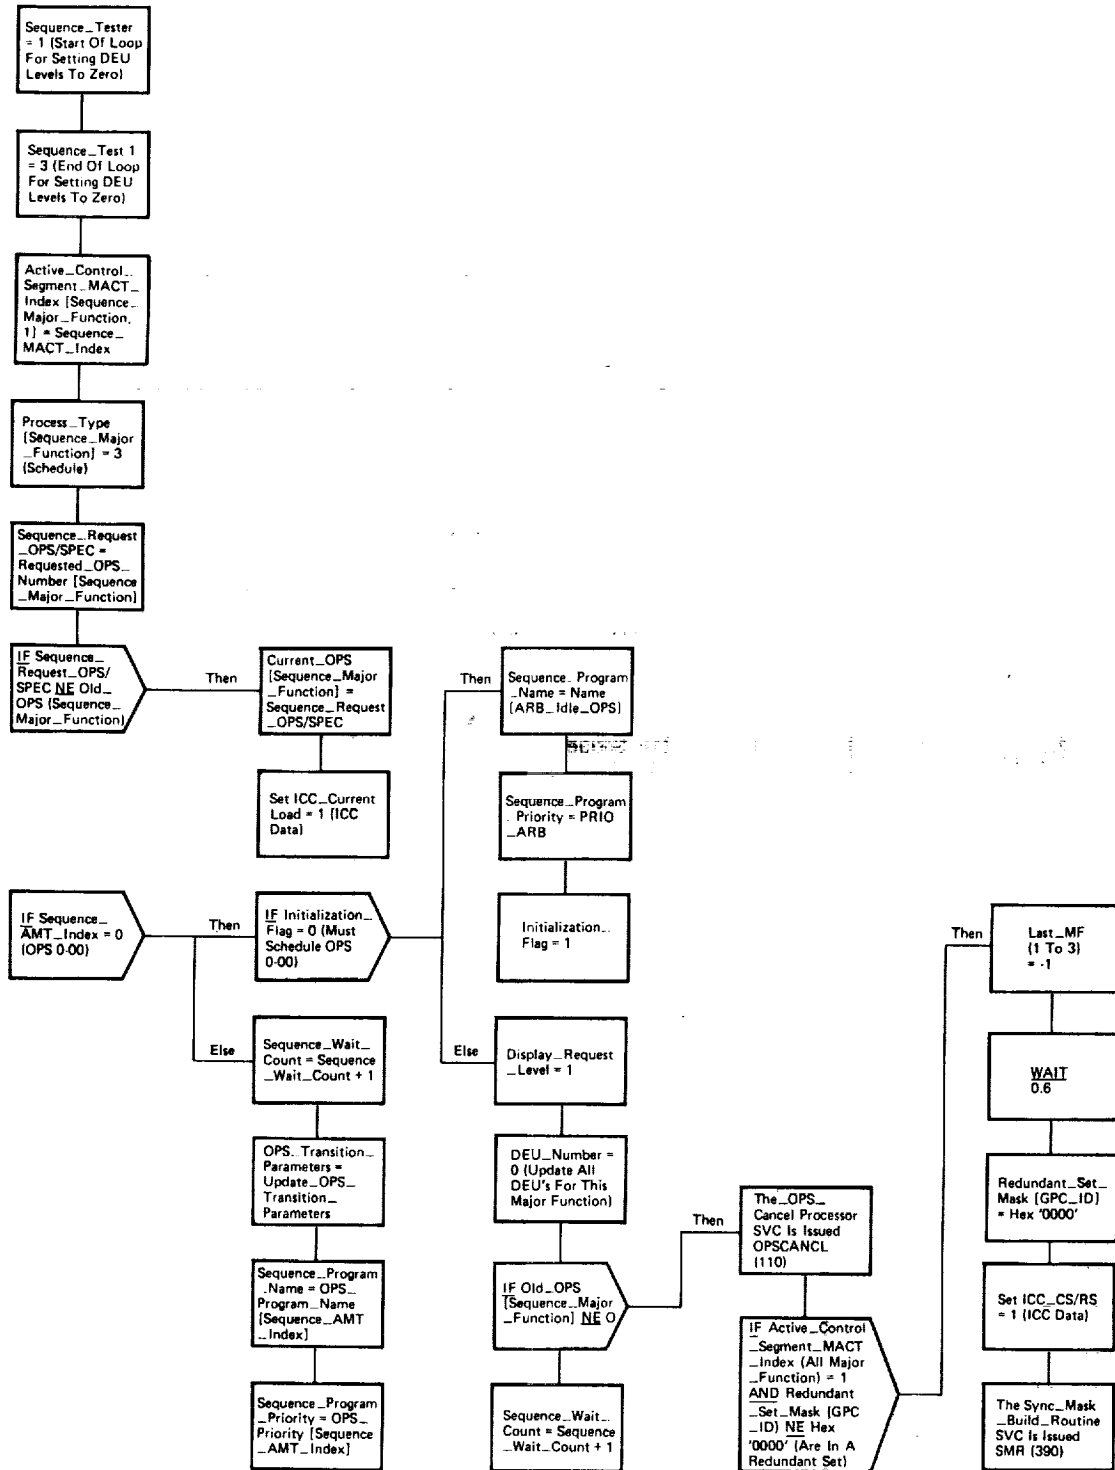 Sequence_Tester
= 1 (Start Of Loop
For Setting DEU
Levels To Zero)
Sequence_Test 1
= 3 (End Of Loop
For Setting DEU
Levels To Zero)
Active_Control_
Segment_MACT_
Index [Sequence_
Major_Function,
1] = Sequence_
MACT_Index
Process_Type
[Sequence_Major
_Function] = 3
(Schedule)
Sequence_Request
_OPS/SPEC =
Requested_OPS_
Number [Sequence
_Major_Function]
IF Sequence_
Request_OPS/
SPEC NE Old_
OPS (Sequence_
Major_Function)
Then
Current_OPS
[Sequence_Major
_Function] =
Sequence_Request
_OPS/SPEC
Set ICC_Current
Load = 1 (ICC
Data)
IF Sequence_
AMT_Index = 0
(OPS 0-00)
Then
IF Initialization_
Flag = 0 (Must
Schedule OPS
0-00)
Then
Sequence_Program
_Name = Name
[ARB_Idle_OPS]
Sequence_Program
_Priority = PRIO
_ARB
Initialization_
Flag = 1
Else
Sequence_Wait_
Count = Sequence
_Wait_Count + 1
OPS_Transition_
Parameters =
Update_OPS_
Transition_
Parameters
Sequence_Program
_Name = OPS_
Program_Name
[Sequence_AMT
_Index]
Sequence_Program
_Priority = OPS_
Priority [Sequence
_AMT_Index]
Else
Display_Request
_Level = 1
DEU_Number =
0 (Update All
DEU's For This
Major Function)
IF Old_OPS
[Sequence_Major
_Function] NE O
Sequence_Wait_
Count = Sequence
_Wait_Count + 1
Then
The_OPS_
Cancel Processor
SVC Is Issued
OPSCANCL
(110)
IF Active_Control
_Segment_MACT
_Index (All Major
_Function) = 1
AND Redundant
_Set_Mask [GPC
_ID) NE Hex
'0000' (Are In A
Redundant Set)
Then
Last_MF
(1 To 3)
= -1
WAIT
0.6
Redundant_Set_
Mask [GPC_ID]
= Hex '0000'
Set ICC_CS/RS
= 1 (ICC Data)
The Sync_Mask
_Build_Routine
SVC Is Issued
SMR (390)